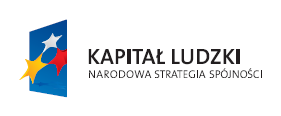 KAPITAŁ LUDZKI
NARODOWA STRATEGIA SPÓJNOŚCI